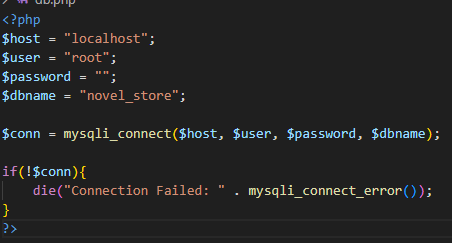 db.php
<?php
$host = "localhost";
$user = "root";
$password = "";
$dbname = "novel_store";

$conn = mysqli_connect($host, $user, $password, $dbname);

if(!$conn){
    die("Connection Failed: " . mysqli_connect_error());
}
?>